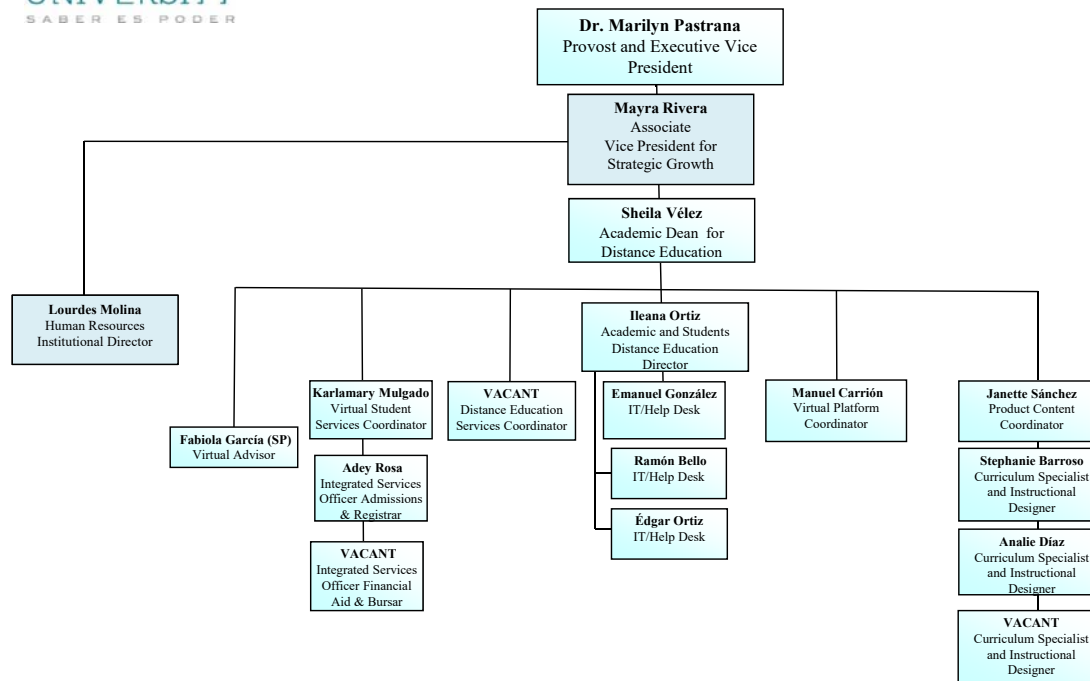 SABER ES PODER
Dr. Marilyn Pastrana
Provost and Executive Vice
President
Mayra Rivera
Associate
Vice President for
Strategic Growth
Sheila Vélez
Academic Dean for
Distance Education
Lourdes Molina
Human Resources
Institutional Director
Fabiola García (SP)
Virtual Advisor
Karlamary Mulgado
Virtual Student
Services Coordinator
Adey Rosa
Integrated Services
Officer Admissions
& Registrar
VACANT
Integrated Services
Officer Financial
Aid & Bursar
VACANT
Distance Education
Services Coordinator
Ileana Ortiz
Academic and Students
Distance Education
Director
Emanuel González
IT/Help Desk
Ramón Bello
IT/Help Desk
Édgar Ortiz
IT/Help Desk
Manuel Carrión
Virtual Platform
Coordinator
Janette Sánchez
Product Content
Coordinator
Stephanie Barroso
Curriculum Specialist
and Instructional
Designer
Analie Díaz
Curriculum Specialist
and Instructional
Designer
VACANT
Curriculum Specialist
and Instructional
Designer